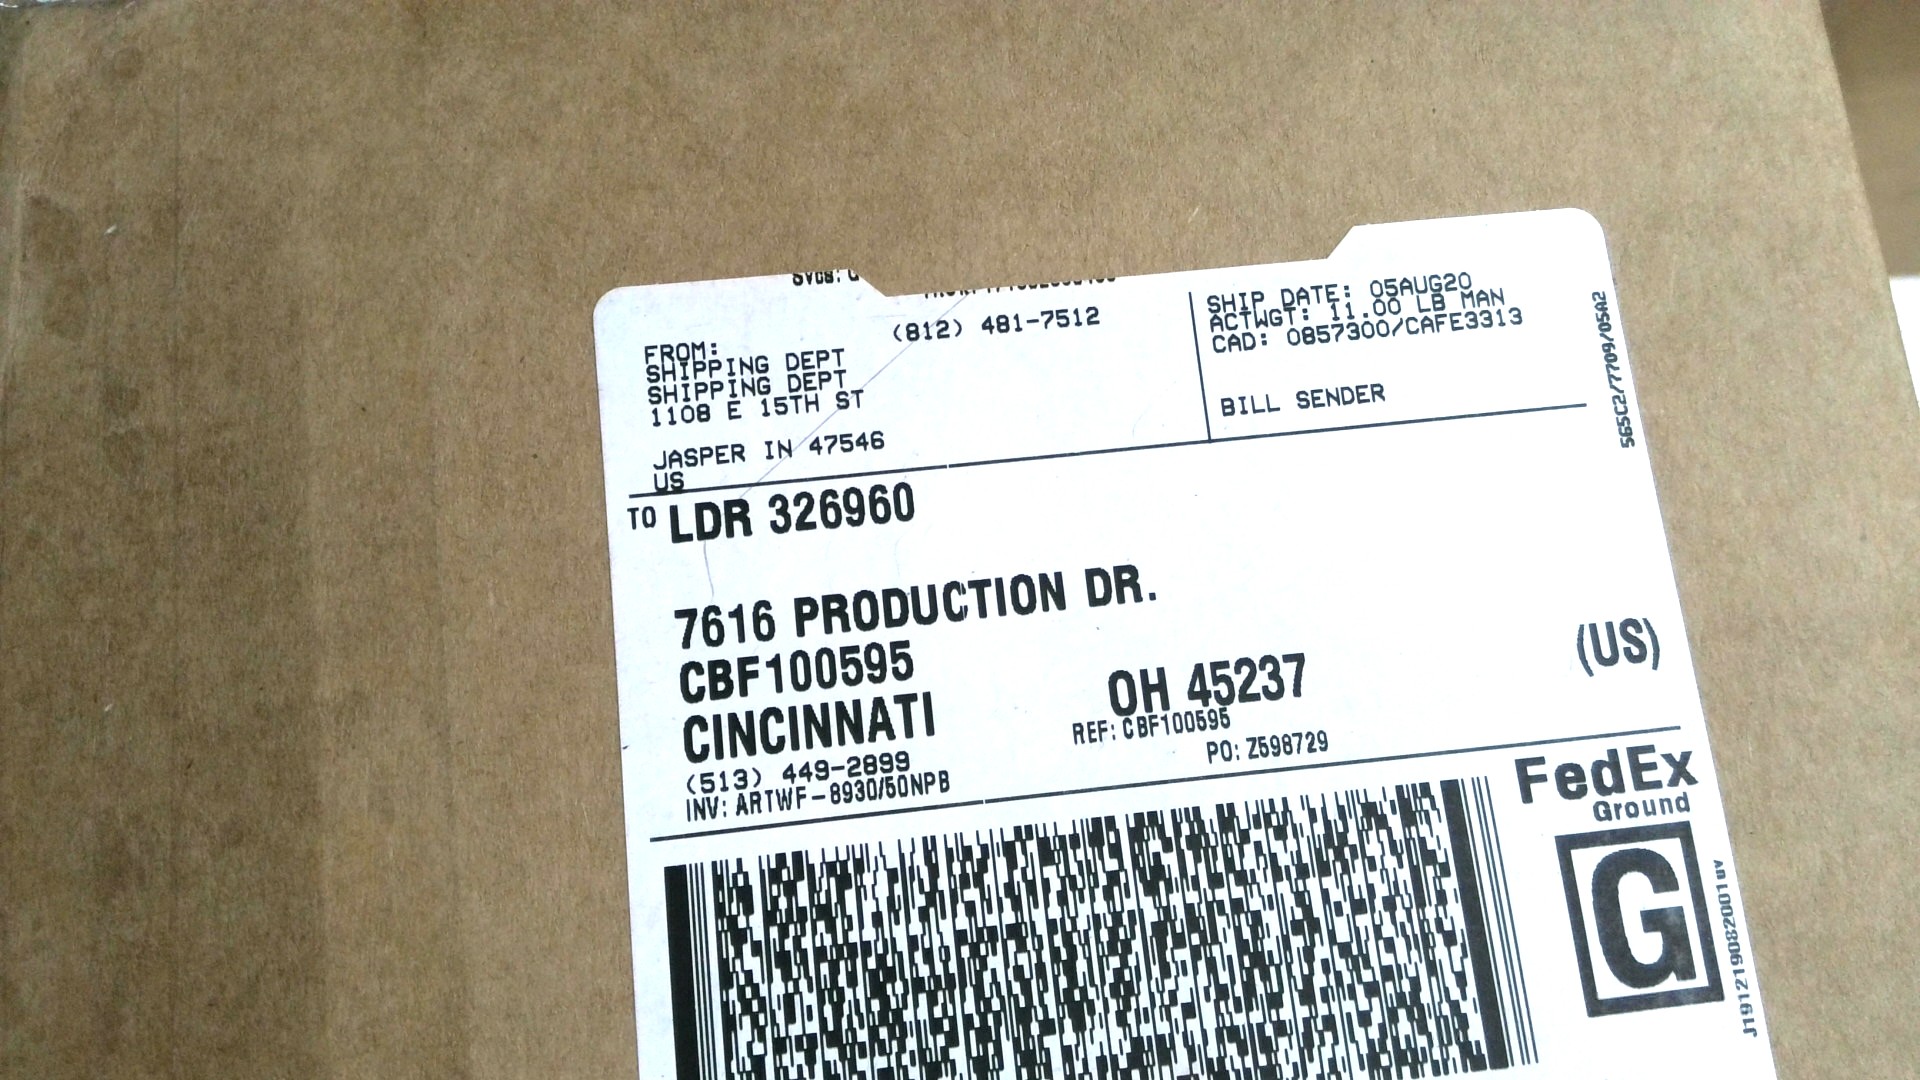 FROM:
(812) 481-7512
SHIPPING DEPT
SHIPPING DEPT
1108 E 15TH ST
JASPER IN 47546
US
SHIP DATE: 05AUG20
ACTWGT: 11.00 LB MAN
CAD: 0857300/CAFE3313
BILL SENDER
565C2/7709/05A2
TO LDR 326960
7616 PRODUCTION DR.
CBF100595
CINCINNATI OH 45237
(US)
(513) 449-2899
REF: CBF100595
INV: ARTWF-8930/50NPB
PO: Z598729
FedEx
Ground
G
J191219082001uv